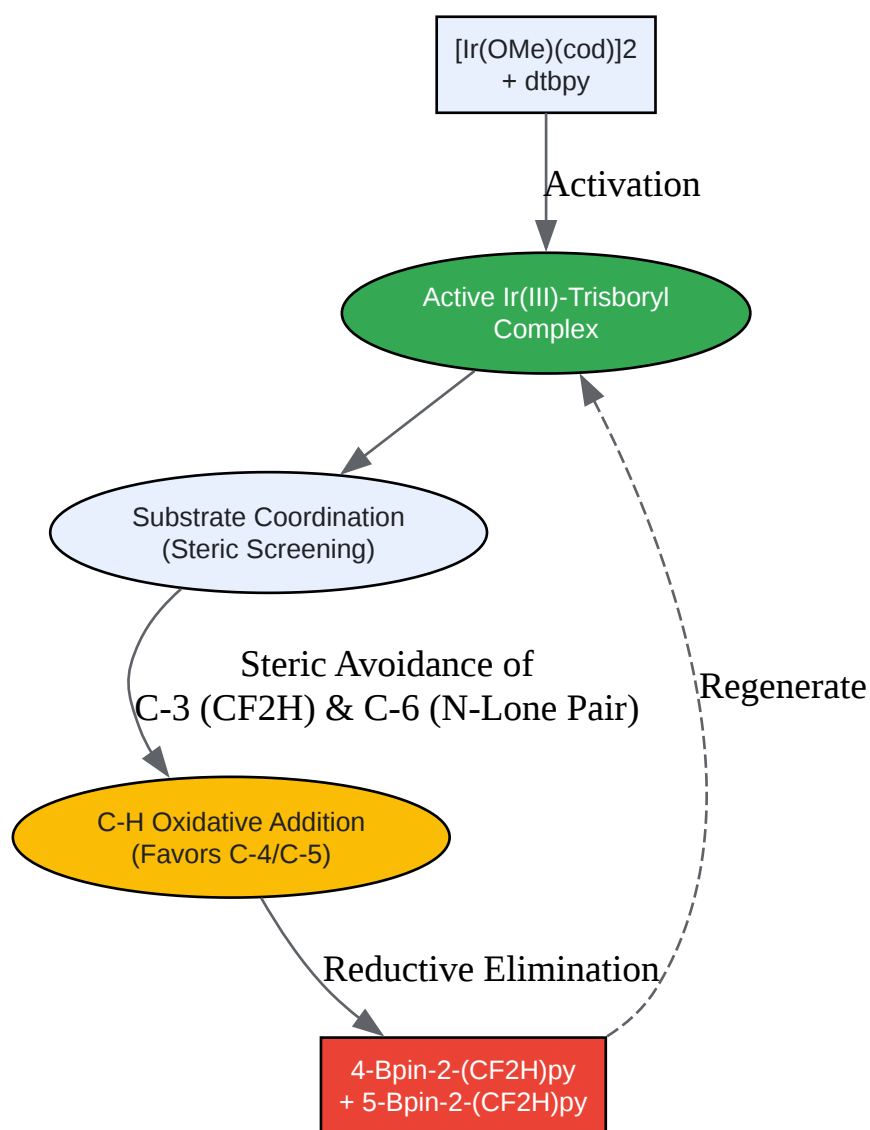 [Ir(OMe)(cod)]2
+ dtbpy
Activation
Active Ir(III)-Trisboryl
Complex
Substrate Coordination
(Steric Screening)
Steric Avoidance of
C-3 (CF2H) & C-6 (N-Lone Pair)
Regenerate
C-H Oxidative Addition
(Favors C-4/C-5)
Reductive Elimination
4-Bpin-2-(CF2H)py
+ 5-Bpin-2-(CF2H)py